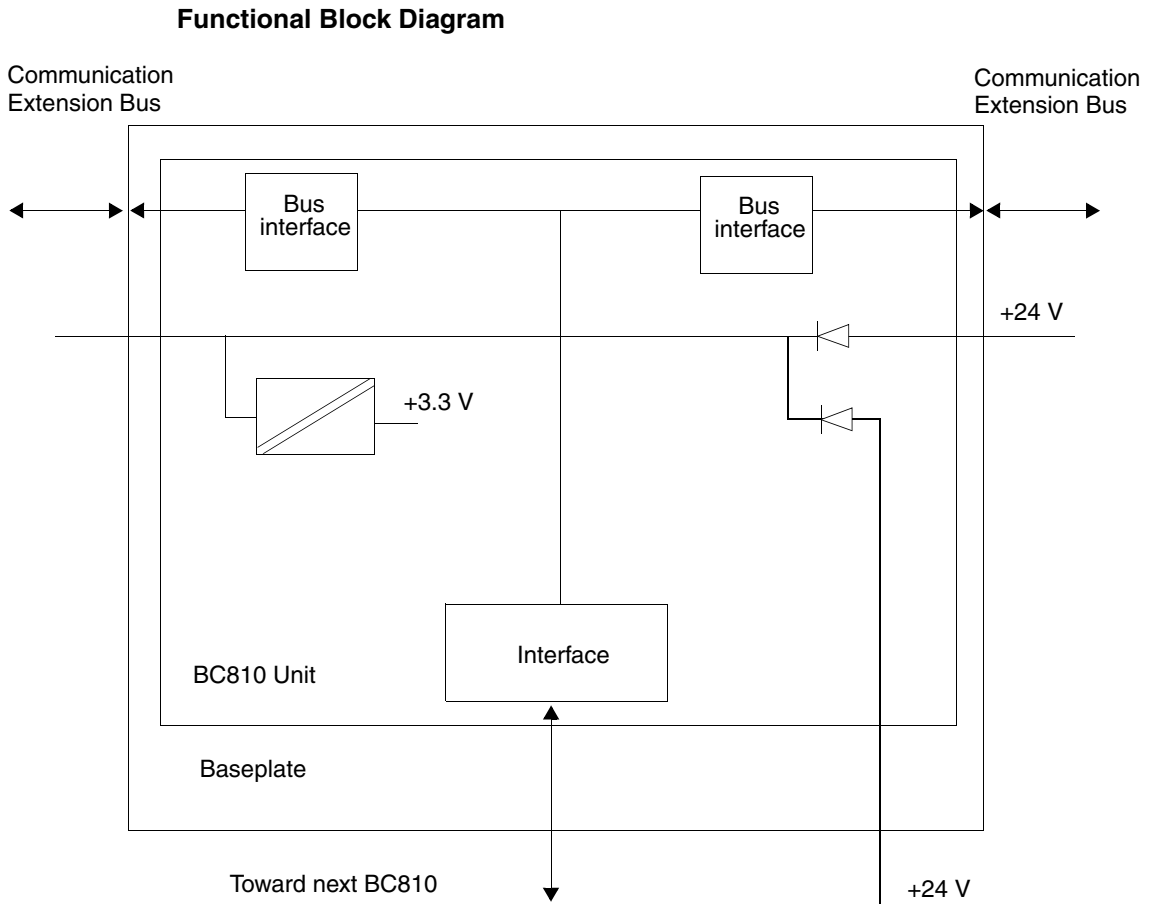 Functional Block Diagram
Communication
Extension Bus
Communication
Extension Bus
Bus
interface
Bus
interface
+24 V
+3.3 V
Interface
BC810 Unit
Baseplate
Toward next BC810
+24 V